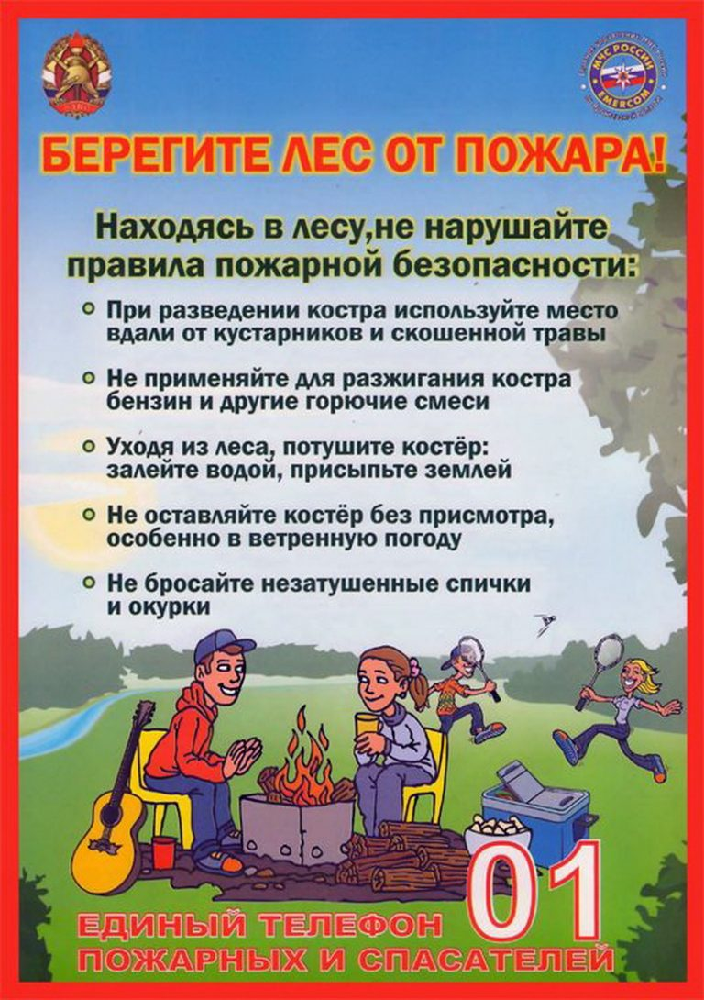 МЧС РОССИИ
EMERCOM
БЕРЕГИТЕ ЛЕС ОТ ПОЖАРА!
Находясь в лесу,не нарушайте
правила пожарной безопасности:
При разведении костра используйте место
вдали от кустарников и скошенной травы
Не применяйте для разжигания костра
бензин и другие горючие смеси
Уходя из леса, потушите костёр:
залейте водой, присыпьте землей
Не оставляйте костёр без присмотра,
особенно в ветренную погоду
Не бросайте незатушенные спички
и окурки
ЕДИНЫЙ ТЕЛЕФОН 01
ПОЖАРНЫХ И СПАСАТЕЛЕЙ